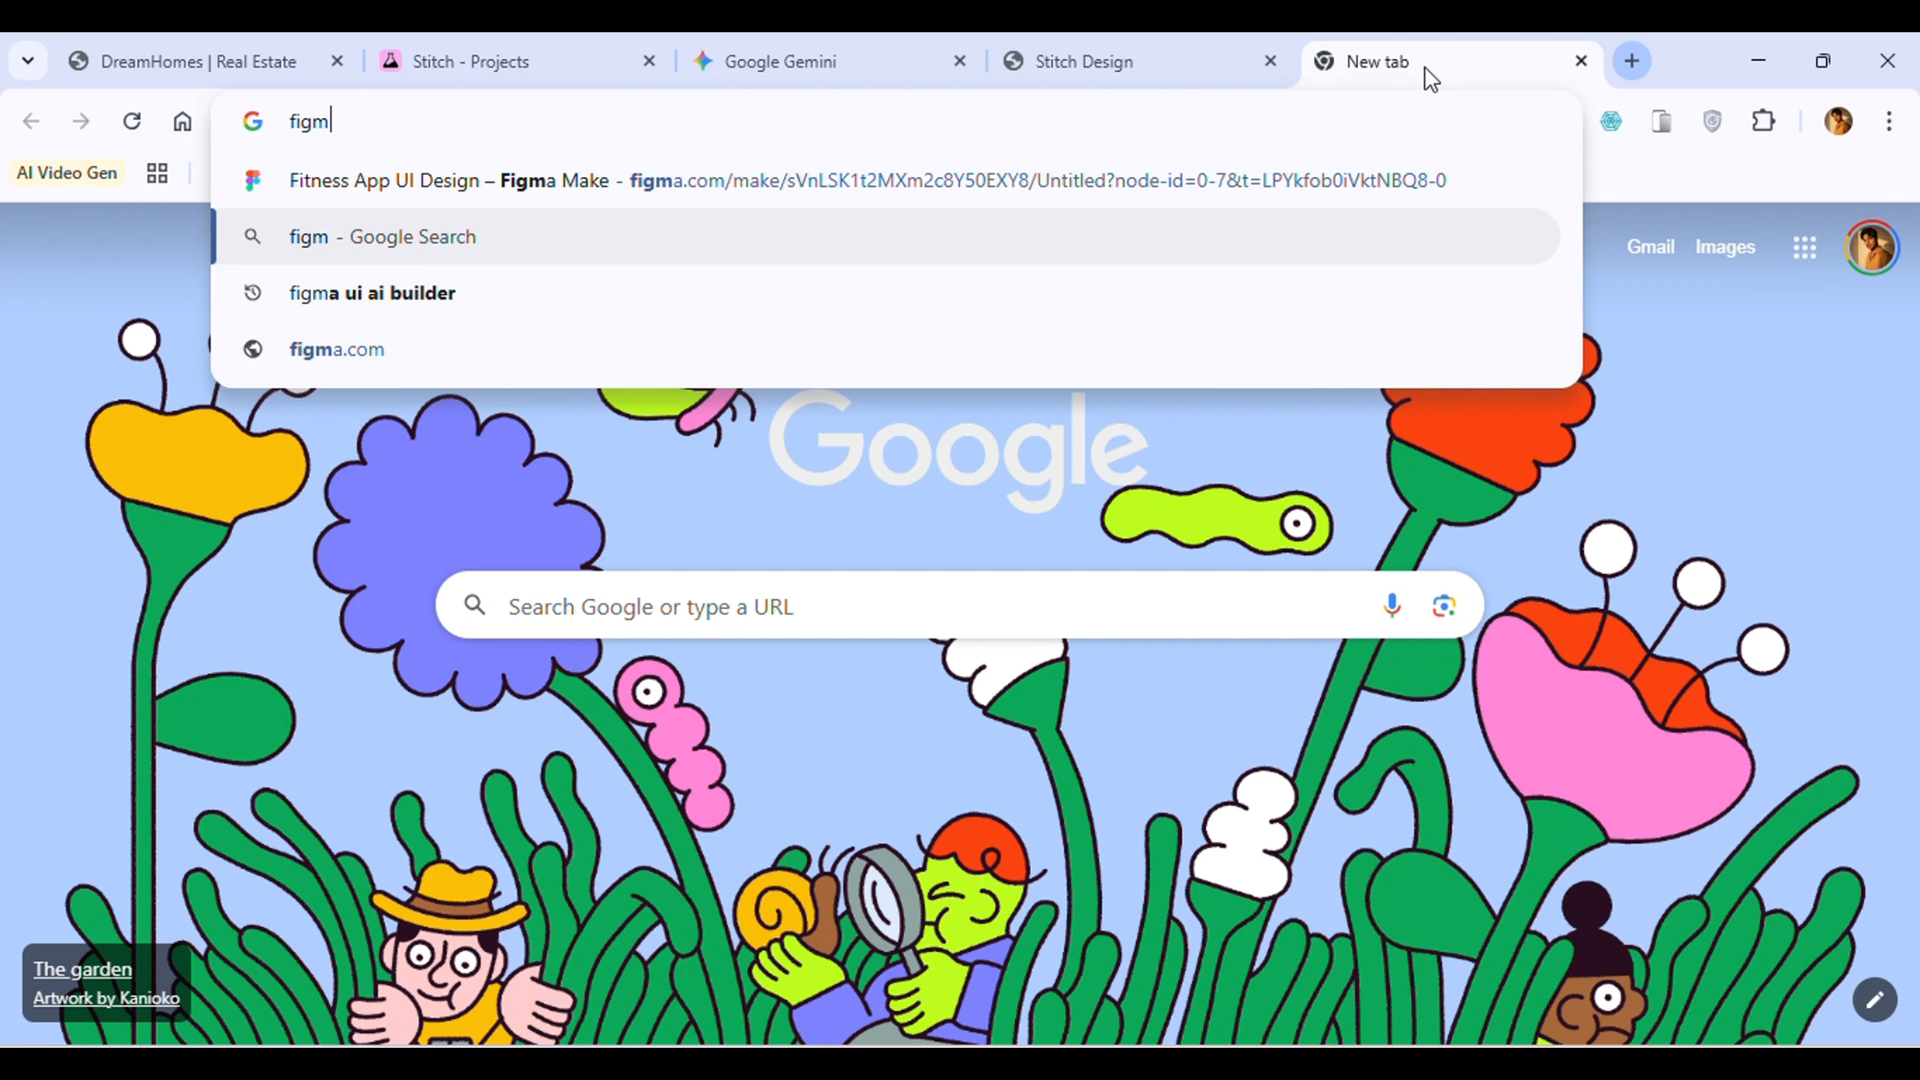 DreamHomes | Real Estate
Stitch - Projects
Google Gemini
Stitch Design
New tab
figm
AI Video Gen
Fitness App UI Design – Figma Make - figma.com/make/sVnLSK1t2MXm2c8Y50EXY8/Untitled?node-id=0-7&t=LPYkfob0iVktNBQ8-0
figm - Google Search
figma ui ai builder
figma.com
Gmail Images
Google
Search Google or type a URL
The garden
Artwork by Kanioko